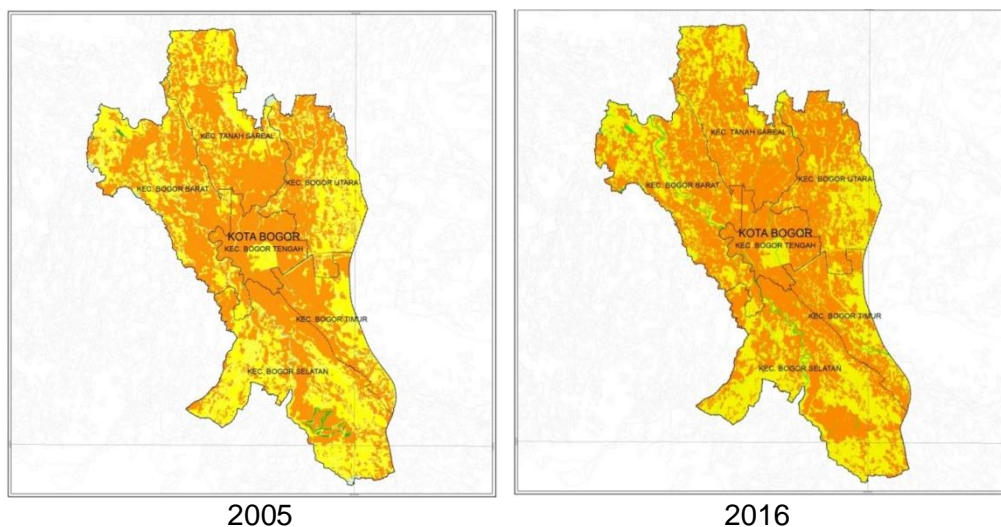 KEC. TANAH SAREAL
KEC. BOGOR BARAT
KEC. BOGOR UTARA
KOTA BOGOR
KEC. BOGOR TENGAH
KEC. BOGOR TIMUR
KEC. BOGOR SELATAN
2005
KEC. TANAH SAREAL
KEC. BOGOR BARAT
KEC. BOGOR UTARA
KOTA BOGOR
KEC. BOGOR TENGAH
KEC. BOGOR TIMUR
KEC. BOGOR SELATAN
2016